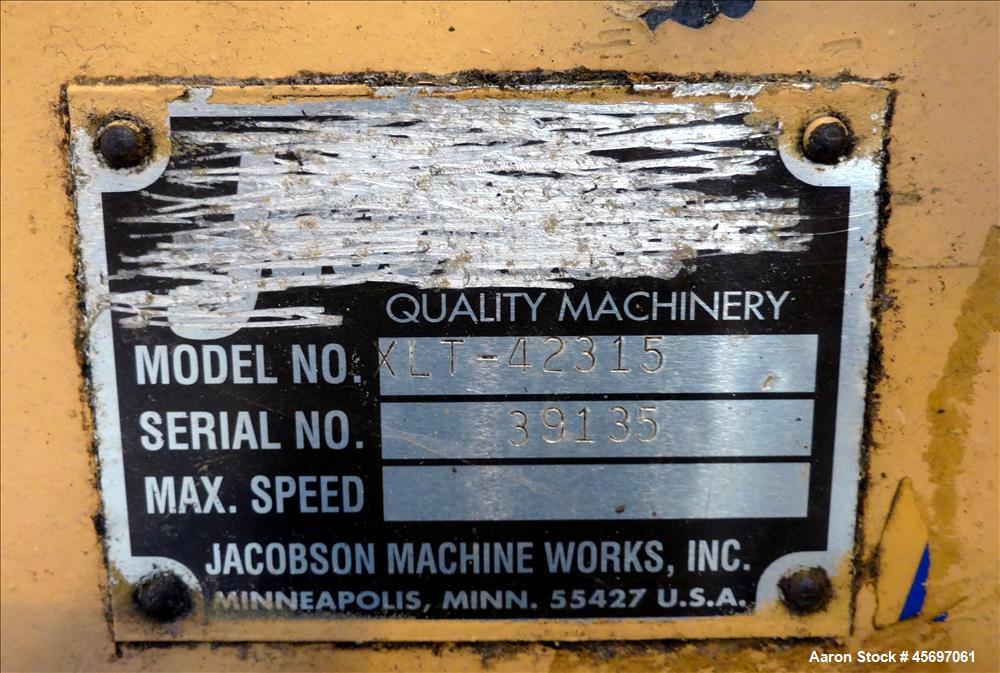 QUALITY MACHINERY
MODEL NO. XLT-42315
SERIAL NO. 39135
MAX. SPEED
JACOBSON MACHINE WORKS, INC.
MINNEAPOLIS, MINN. 55427 U.S.A.
Aaron Stock # 45697061